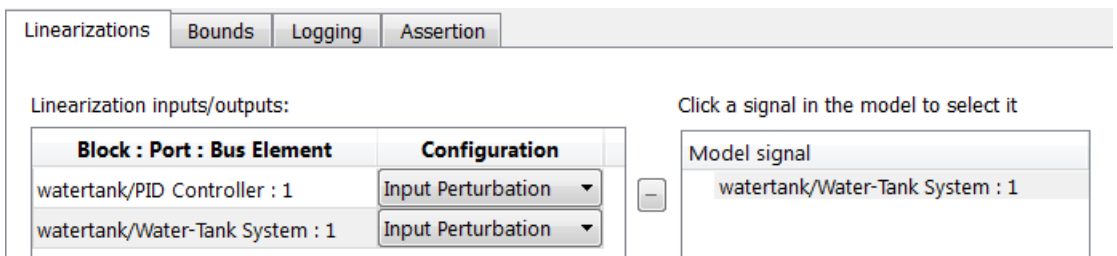 Linearizations Bounds Logging Assertion
Linearization inputs/outputs: Click a signal in the model to select it
Block : Port : Bus Element Configuration Model signal
watertank/PID Controller : 1 Input Perturbation watertank/Water-Tank System : 1
watertank/Water-Tank System : 1 Input Perturbation